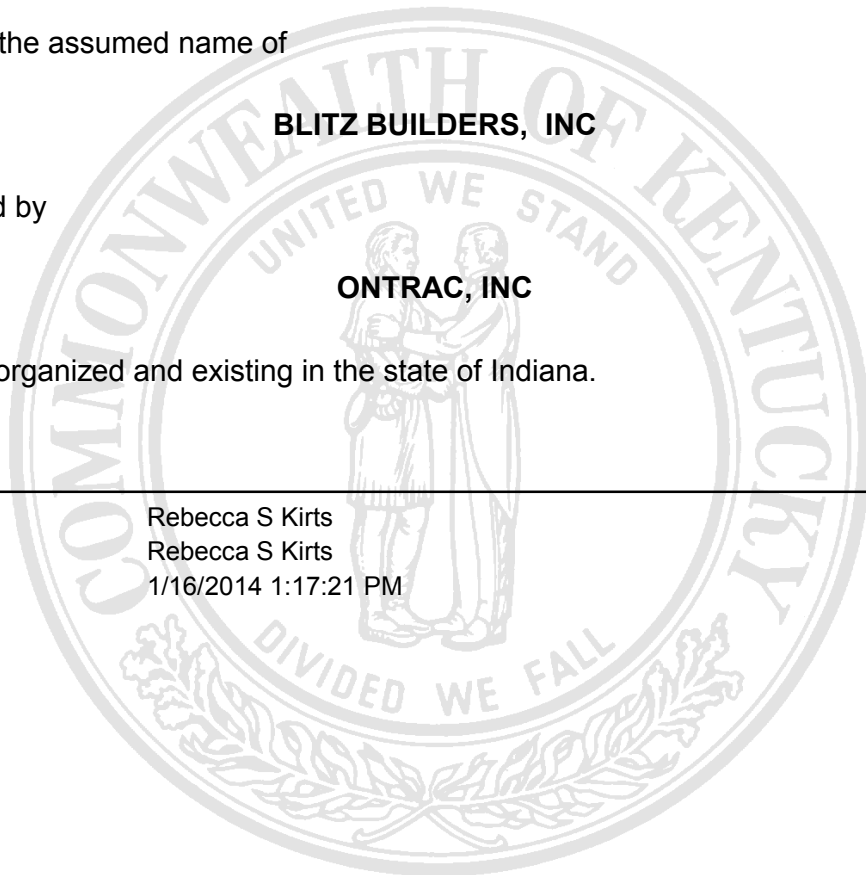 the assumed name of
BLITZ BUILDERS, INC
d by
ONTRAC, INC
organized and existing in the state of Indiana.
Rebecca S Kirts
Rebecca S Kirts
1/16/2014 1:17:21 PM
COMMONWEALTH OF KENTUCKY
UNITED WE STAND
DIVIDED WE FALL